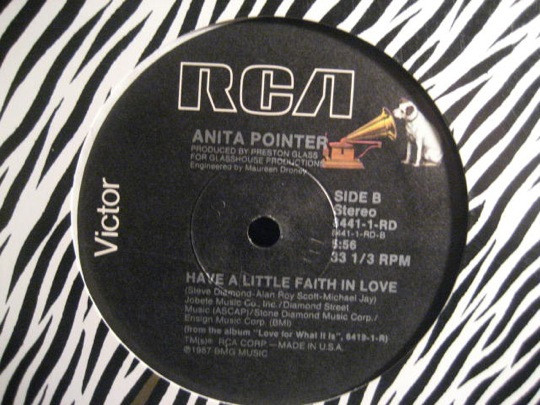 RCA
ANITA POINTER
PRODUCED BY PRESTON GLASS
FOR GLASSHOUSE PRODUCTIONS
Engineered by Maureen Droney
Victor
SIDE B
Stereo
6441-1-RD
6441-1-RD-B
:56
33 1/3 RPM
HAVE A LITTLE FAITH IN LOVE
(Steve Diamond-Alan Roy Scott-Michael Jay)
Jobete Music Co., Inc./Diamond Street
Music (ASCAP)/Stone Diamond Music Corp./
Ensign Music Corp. (BMI)
(from the album "Love for What It Is", 6419-1-R)
TM(s)® RCA CORP.—MADE IN U.S.A.
℗1987 BMG MUSIC